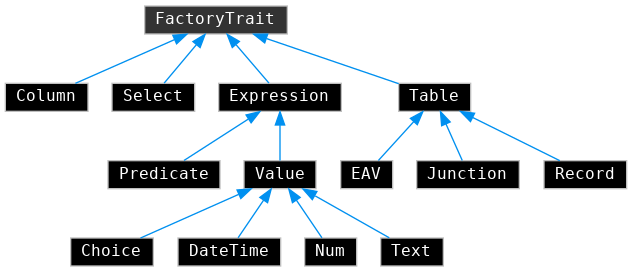 FactoryTrait
Column
Select
Expression
Table
Predicate
Value
EAV
Junction
Record
Choice
DateTime
Num
Text